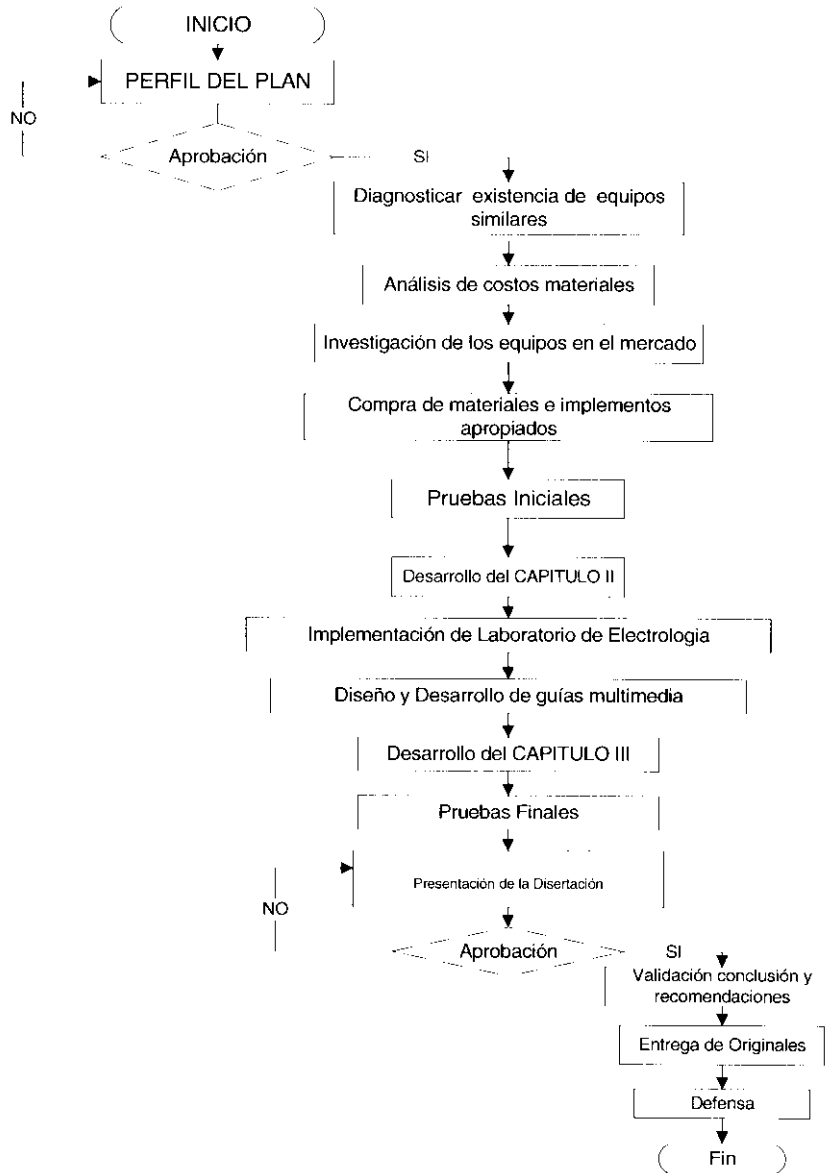 INICIO
PERFIL DEL PLAN
NO
Aprobación
SI
Diagnosticar existencia de equipos
similares
Análisis de costos materiales
Investigación de los equipos en el mercado
Compra de materiales e implementos
apropiados
Pruebas Iniciales
Desarrollo del CAPITULO II
Implementación de Laboratorio de Electrologia
Diseño y Desarrollo de guías multimedia
Desarrollo del CAPITULO III
Pruebas Finales
Presentación de la Disertación
NO
Aprobación
SI
Validación conclusión y
recomendaciones
Entrega de Originales
Defensa
Fin